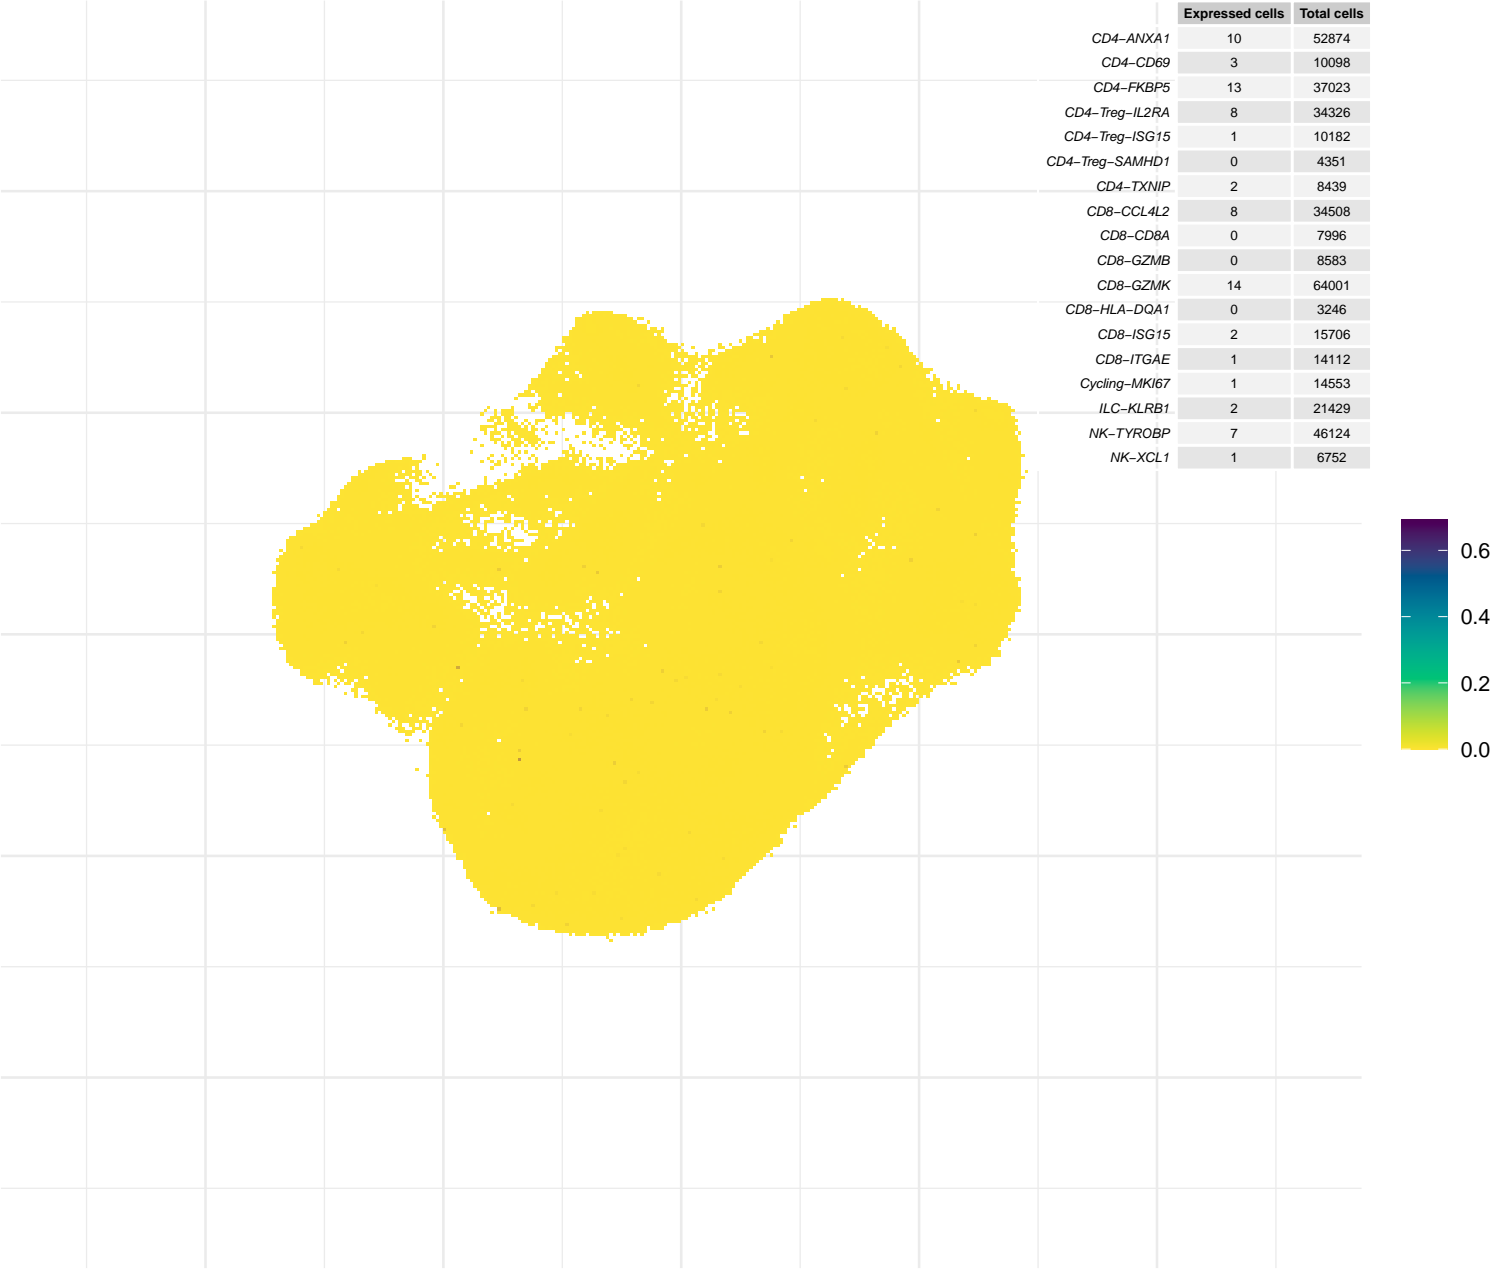 Expressed cells Total cells
CD4−ANXA1 10 52874
CD4−CD69 3 10098
CD4−FKBP5 13 37023
CD4−Treg−IL2RA 8 34326
CD4−Treg−ISG15 1 10182
CD4−Treg−SAMHD1 0 4351
CD4−TXNIP 2 8439
CD8−CCL4L2 8 34508
CD8−CD8A 0 7996
CD8−GZMB 0 8583
CD8−GZMK 14 64001
CD8−HLA−DQA1 0 3246
CD8−ISG15 2 15706
CD8−ITGAE 1 14112
Cycling−MKI67 1 14553
ILC−KLRB1 2 21429
NK−TYROBP 7 46124
NK−XCL1 1 6752
0.6
0.4
0.2
0.0